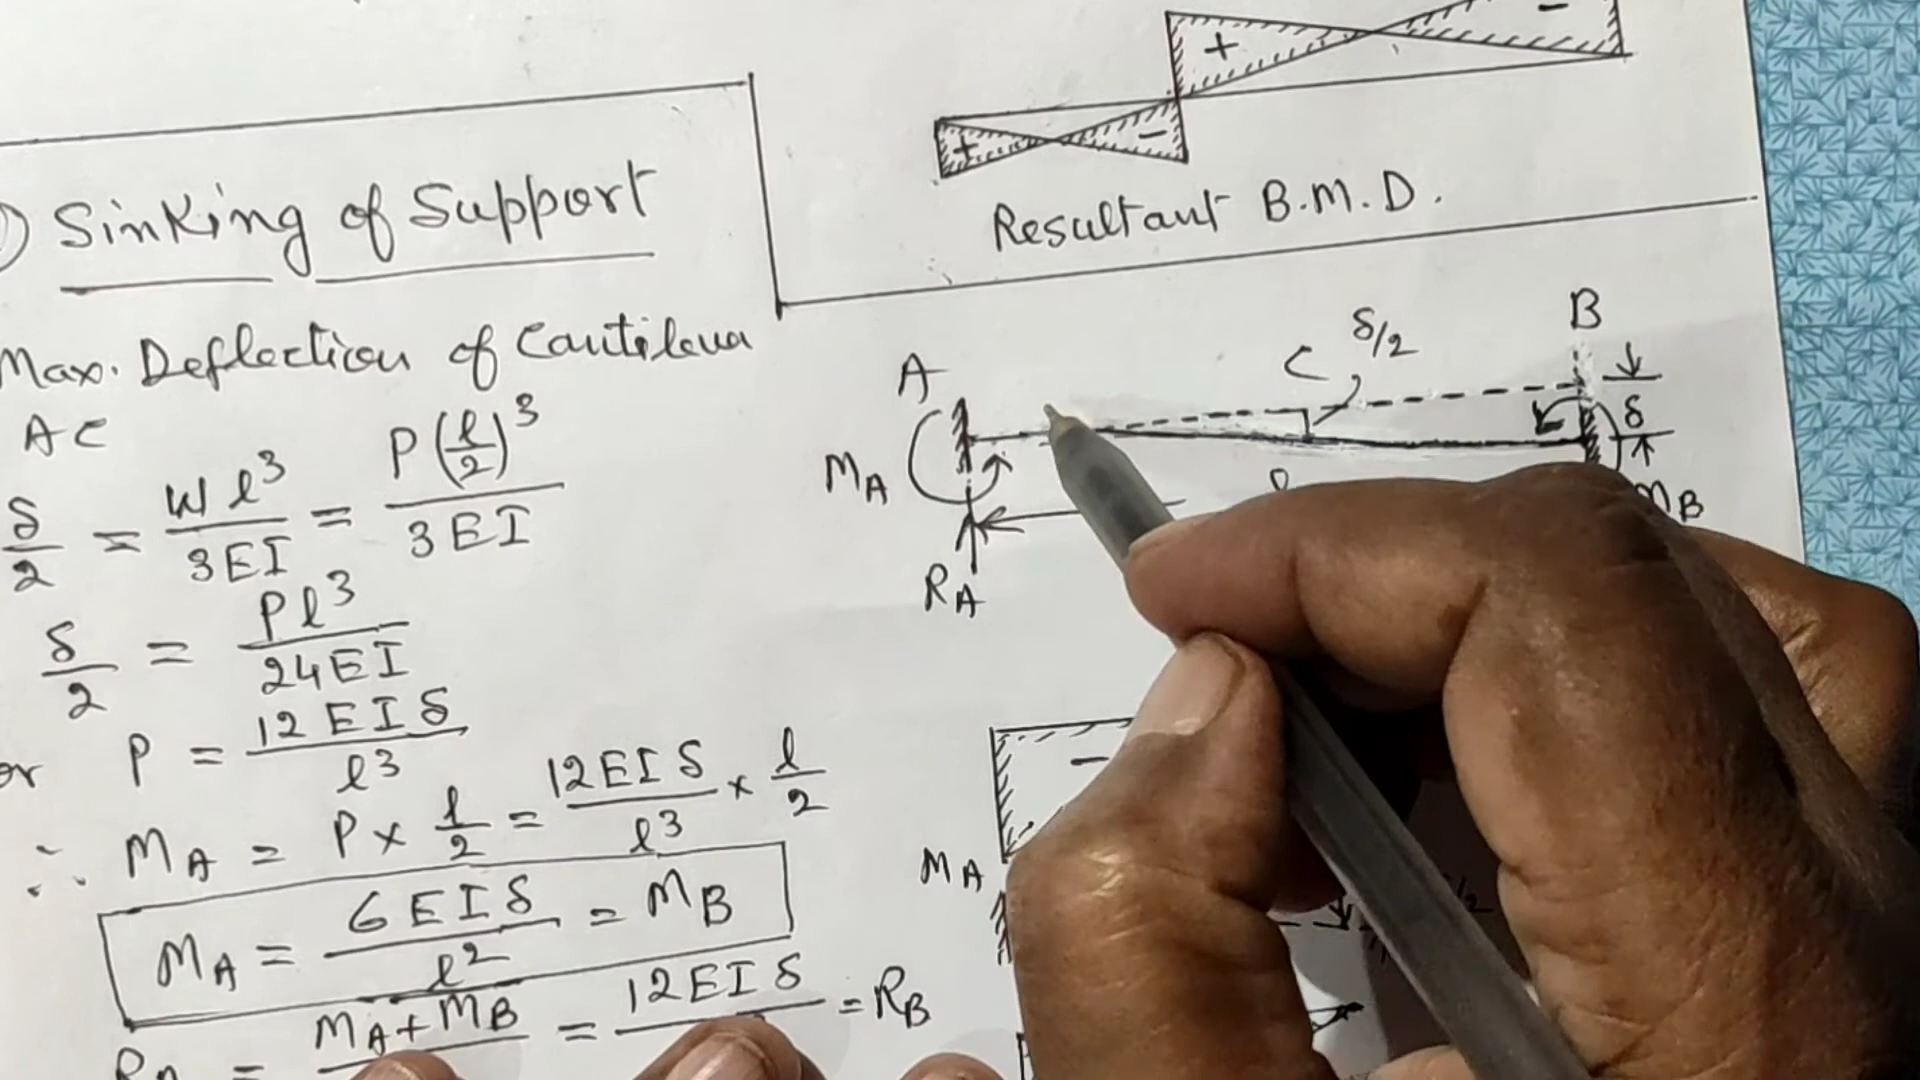 + -
+ -
Resultant B.M.D.
Sinking of Support
Max. Deflection of Cantilever
AC
δ/2 = Wl³/3EI = P(l/2)³/3EI
δ/2 = Pl³/24EI
or P = 12EIδ/l³
∴ MA = P × l/2 = 12EIδ/l³ × l/2
MA = 6EIδ/l² = MB
RA = MA+MB = 12EIδ = RB
A C δ/2 B
δ
MA MB
RA
-
MA